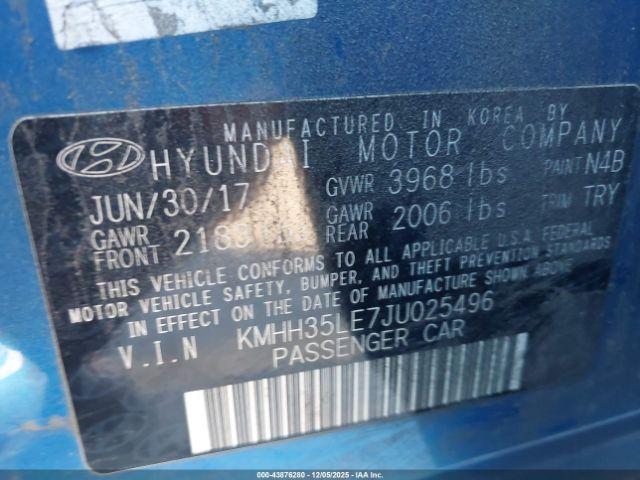 MANUFACTURED IN KOREA BY
HYUNDAI MOTOR COMPANY
JUN/30/17 GVWR 3968 lbs PAINT N4B
GAWR FRONT GAWR REAR 2006 lbs TRIM TRY
THIS VEHICLE CONFORMS TO ALL APPLICABLE U.S.A FEDERAL
MOTOR VEHICLE SAFETY, BUMPER, AND THEFT PREVENTION STANDARDS
IN EFFECT ON THE DATE OF MANUFACTURE SHOWN ABOVE
V.I.N KMHH35LE7JU025496
PASSENGER CAR
000-43876280 - 12/05/2025 - IAAI.COM